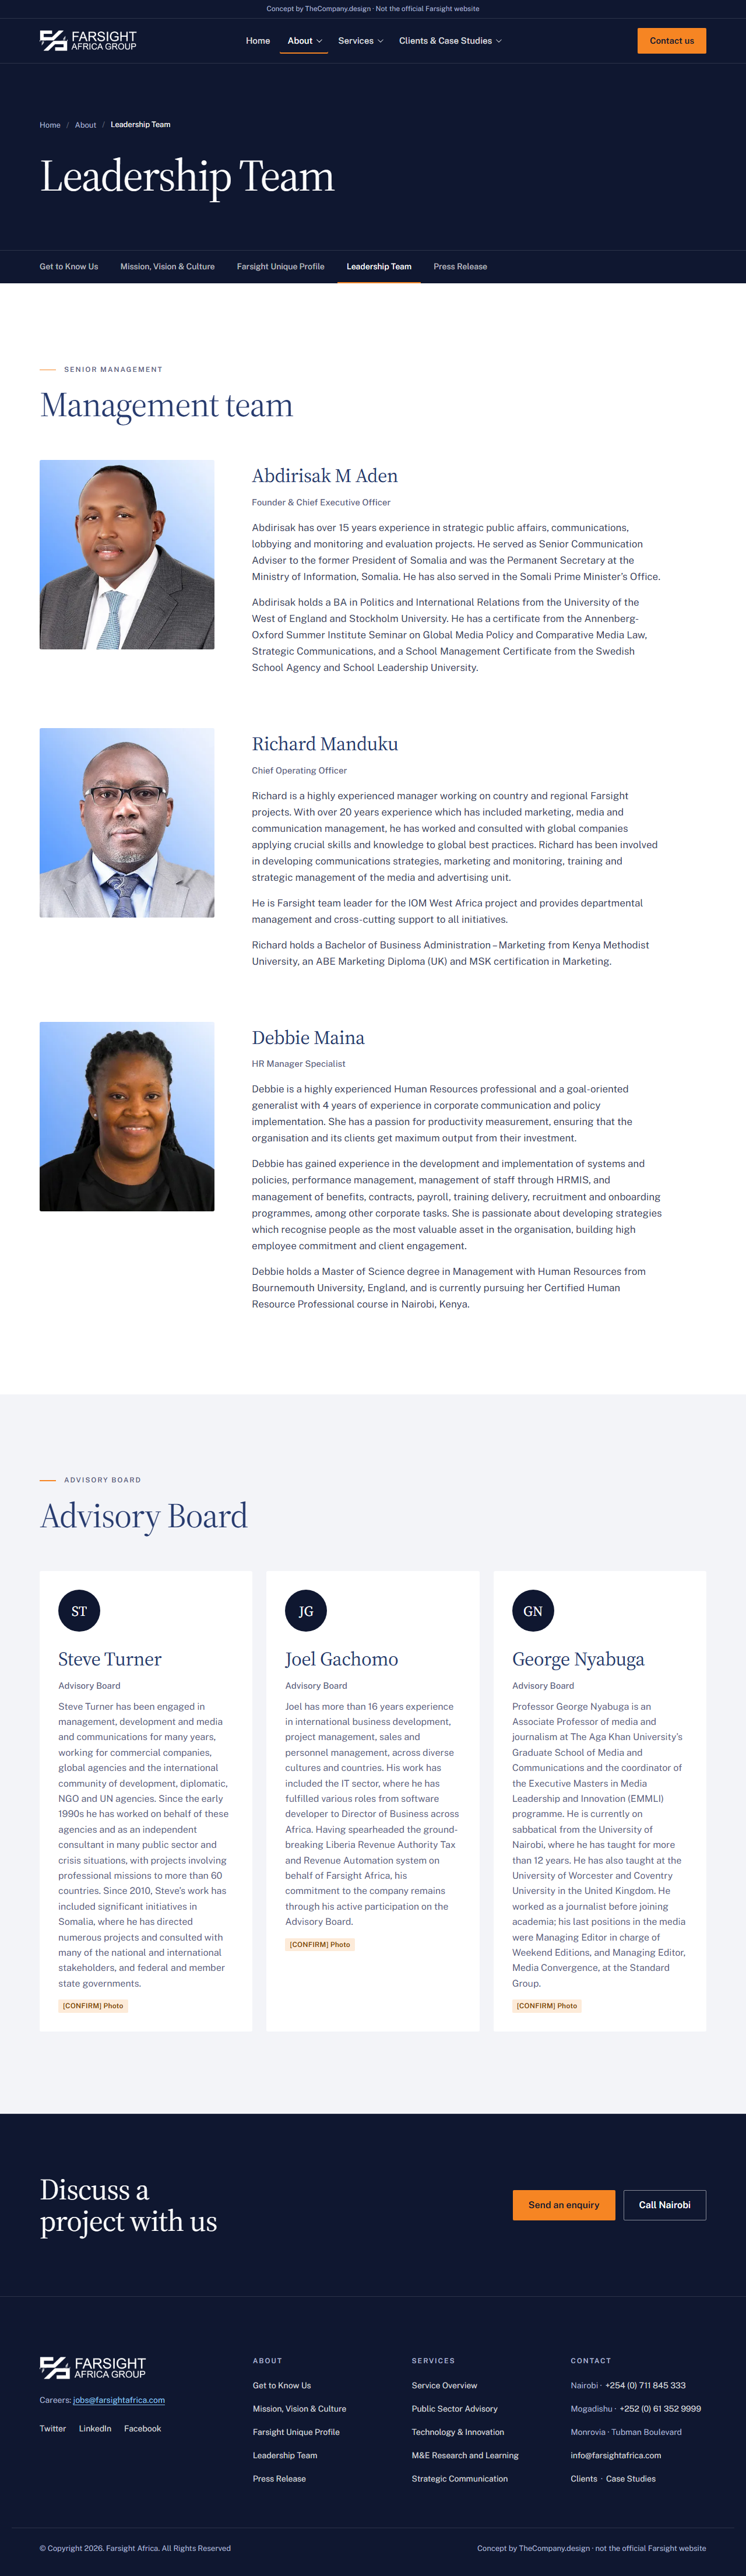 Concept by TheCompany.design · Not the official Farsight website
FARSIGHT
AFRICA GROUP
Home
About
Services
Clients & Case Studies
Contact us
Home / About / Leadership Team
Leadership Team
Get to Know Us
Mission, Vision & Culture
Farsight Unique Profile
Leadership Team
Press Release
SENIOR MANAGEMENT
Management team
Abdirisak M Aden
Founder & Chief Executive Officer
Abdirisak has over 15 years experience in strategic public affairs, communications,
lobbying and monitoring and evaluation projects. He served as Senior Communication
Adviser to the former President of Somalia and was the Permanent Secretary at the
Ministry of Information, Somalia. He has also served in the Somali Prime Minister's Office.
Abdirisak holds a BA in Politics and International Relations from the University of the
West of England and Stockholm University. He has a certificate from the Annenberg-
Oxford Summer Institute Seminar on Global Media Policy and Comparative Media Law,
Strategic Communications, and a School Management Certificate from the Swedish
School Agency and School Leadership University.
Richard Manduku
Chief Operating Officer
Richard is a highly experienced manager working on country and regional Farsight
projects. With over 20 years experience which has included marketing, media and
communication management, he has worked and consulted with global companies
applying crucial skills and knowledge to global best practices. Richard has been involved
in developing communications strategies, marketing and monitoring, training and
strategic management of the media and advertising unit.
He is Farsight team leader for the IOM West Africa project and provides departmental
management and cross-cutting support to all initiatives.
Richard holds a Bachelor of Business Administration – Marketing from Kenya Methodist
University, an ABE Marketing Diploma (UK) and MSK certification in Marketing.
Debbie Maina
HR Manager Specialist
Debbie is a highly experienced Human Resources professional and a goal-oriented
generalist with 4 years of experience in corporate communication and policy
implementation. She has a passion for productivity measurement, ensuring that the
organisation and its clients get maximum output from their investment.
Debbie has gained experience in the development and implementation of systems and
policies, performance management, management of staff through HRMIS, and
management of benefits, contracts, payroll, training delivery, recruitment and onboarding
programmes, among other corporate tasks. She is passionate about developing strategies
which recognise people as the most valuable asset in the organisation, building high
employee commitment and client engagement.
Debbie holds a Master of Science degree in Management with Human Resources from
Bournemouth University, England, and is currently pursuing her Certified Human
Resource Professional course in Nairobi, Kenya.
ADVISORY BOARD
Advisory Board
ST
Steve Turner
Advisory Board
Steve Turner has been engaged in
management, development and media
and communications for many years,
working for commercial companies,
global agencies and the international
community of development, diplomatic,
NGO and UN agencies. Since the early
1990s he has worked on behalf of these
agencies and as an independent
consultant in many public sector and
crisis situations, with projects involving
professional missions to more than 60
countries. Since 2010, Steve's work has
included significant initiatives in
Somalia, where he has directed
numerous projects and consulted with
many of the national and international
stakeholders, and federal and member
state governments.
[CONFIRM] Photo
JG
Joel Gachomo
Advisory Board
Joel has more than 16 years experience
in international business development,
project management, sales and
personnel management, across diverse
cultures and countries. His work has
included the IT sector, where he has
fulfilled various roles from software
developer to Director of Business across
Africa. Having spearheaded the ground-
breaking Liberia Revenue Authority Tax
and Revenue Automation system on
behalf of Farsight Africa, his
commitment to the company remains
through his active participation on the
Advisory Board.
[CONFIRM] Photo
GN
George Nyabuga
Advisory Board
Professor George Nyabuga is an
Associate Professor of media and
journalism at The Aga Khan University's
Graduate School of Media and
Communications and the coordinator of
the Executive Masters in Media
Leadership and Innovation (EMMLI)
programme. He is currently on
sabbatical from the University of
Nairobi, where he has taught for more
than 12 years. He has also taught at the
University of Worcester and Coventry
University in the United Kingdom. He
worked as a journalist before joining
academia; his last positions in the media
were Managing Editor in charge of
Weekend Editions, and Managing Editor,
Media Convergence, at the Standard
Group.
[CONFIRM] Photo
Discuss a
project with us
Send an enquiry
Call Nairobi
FARSIGHT
AFRICA GROUP
Careers: jobs@farsightafrica.com
Twitter LinkedIn Facebook
ABOUT
Get to Know Us
Mission, Vision & Culture
Farsight Unique Profile
Leadership Team
Press Release
SERVICES
Service Overview
Public Sector Advisory
Technology & Innovation
M&E Research and Learning
Strategic Communication
CONTACT
Nairobi · +254 (0) 711 845 333
Mogadishu · +252 (0) 61 352 9999
Monrovia · Tubman Boulevard
info@farsightafrica.com
Clients · Case Studies
© Copyright 2026. Farsight Africa. All Rights Reserved
Concept by TheCompany.design · not the official Farsight website